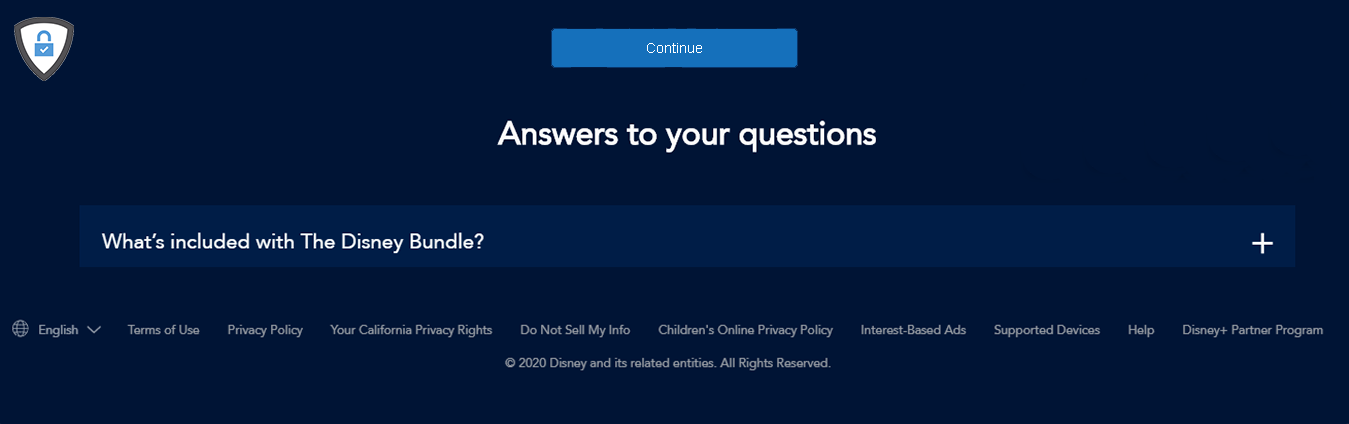 Continue
Answers to your questions
What's included with The Disney Bundle?
English Terms of Use Privacy Policy Your California Privacy Rights Do Not Sell My Info Children's Online Privacy Policy Interest-Based Ads Supported Devices Help Disney+ Partner Program
© 2020 Disney and its related entities. All Rights Reserved.